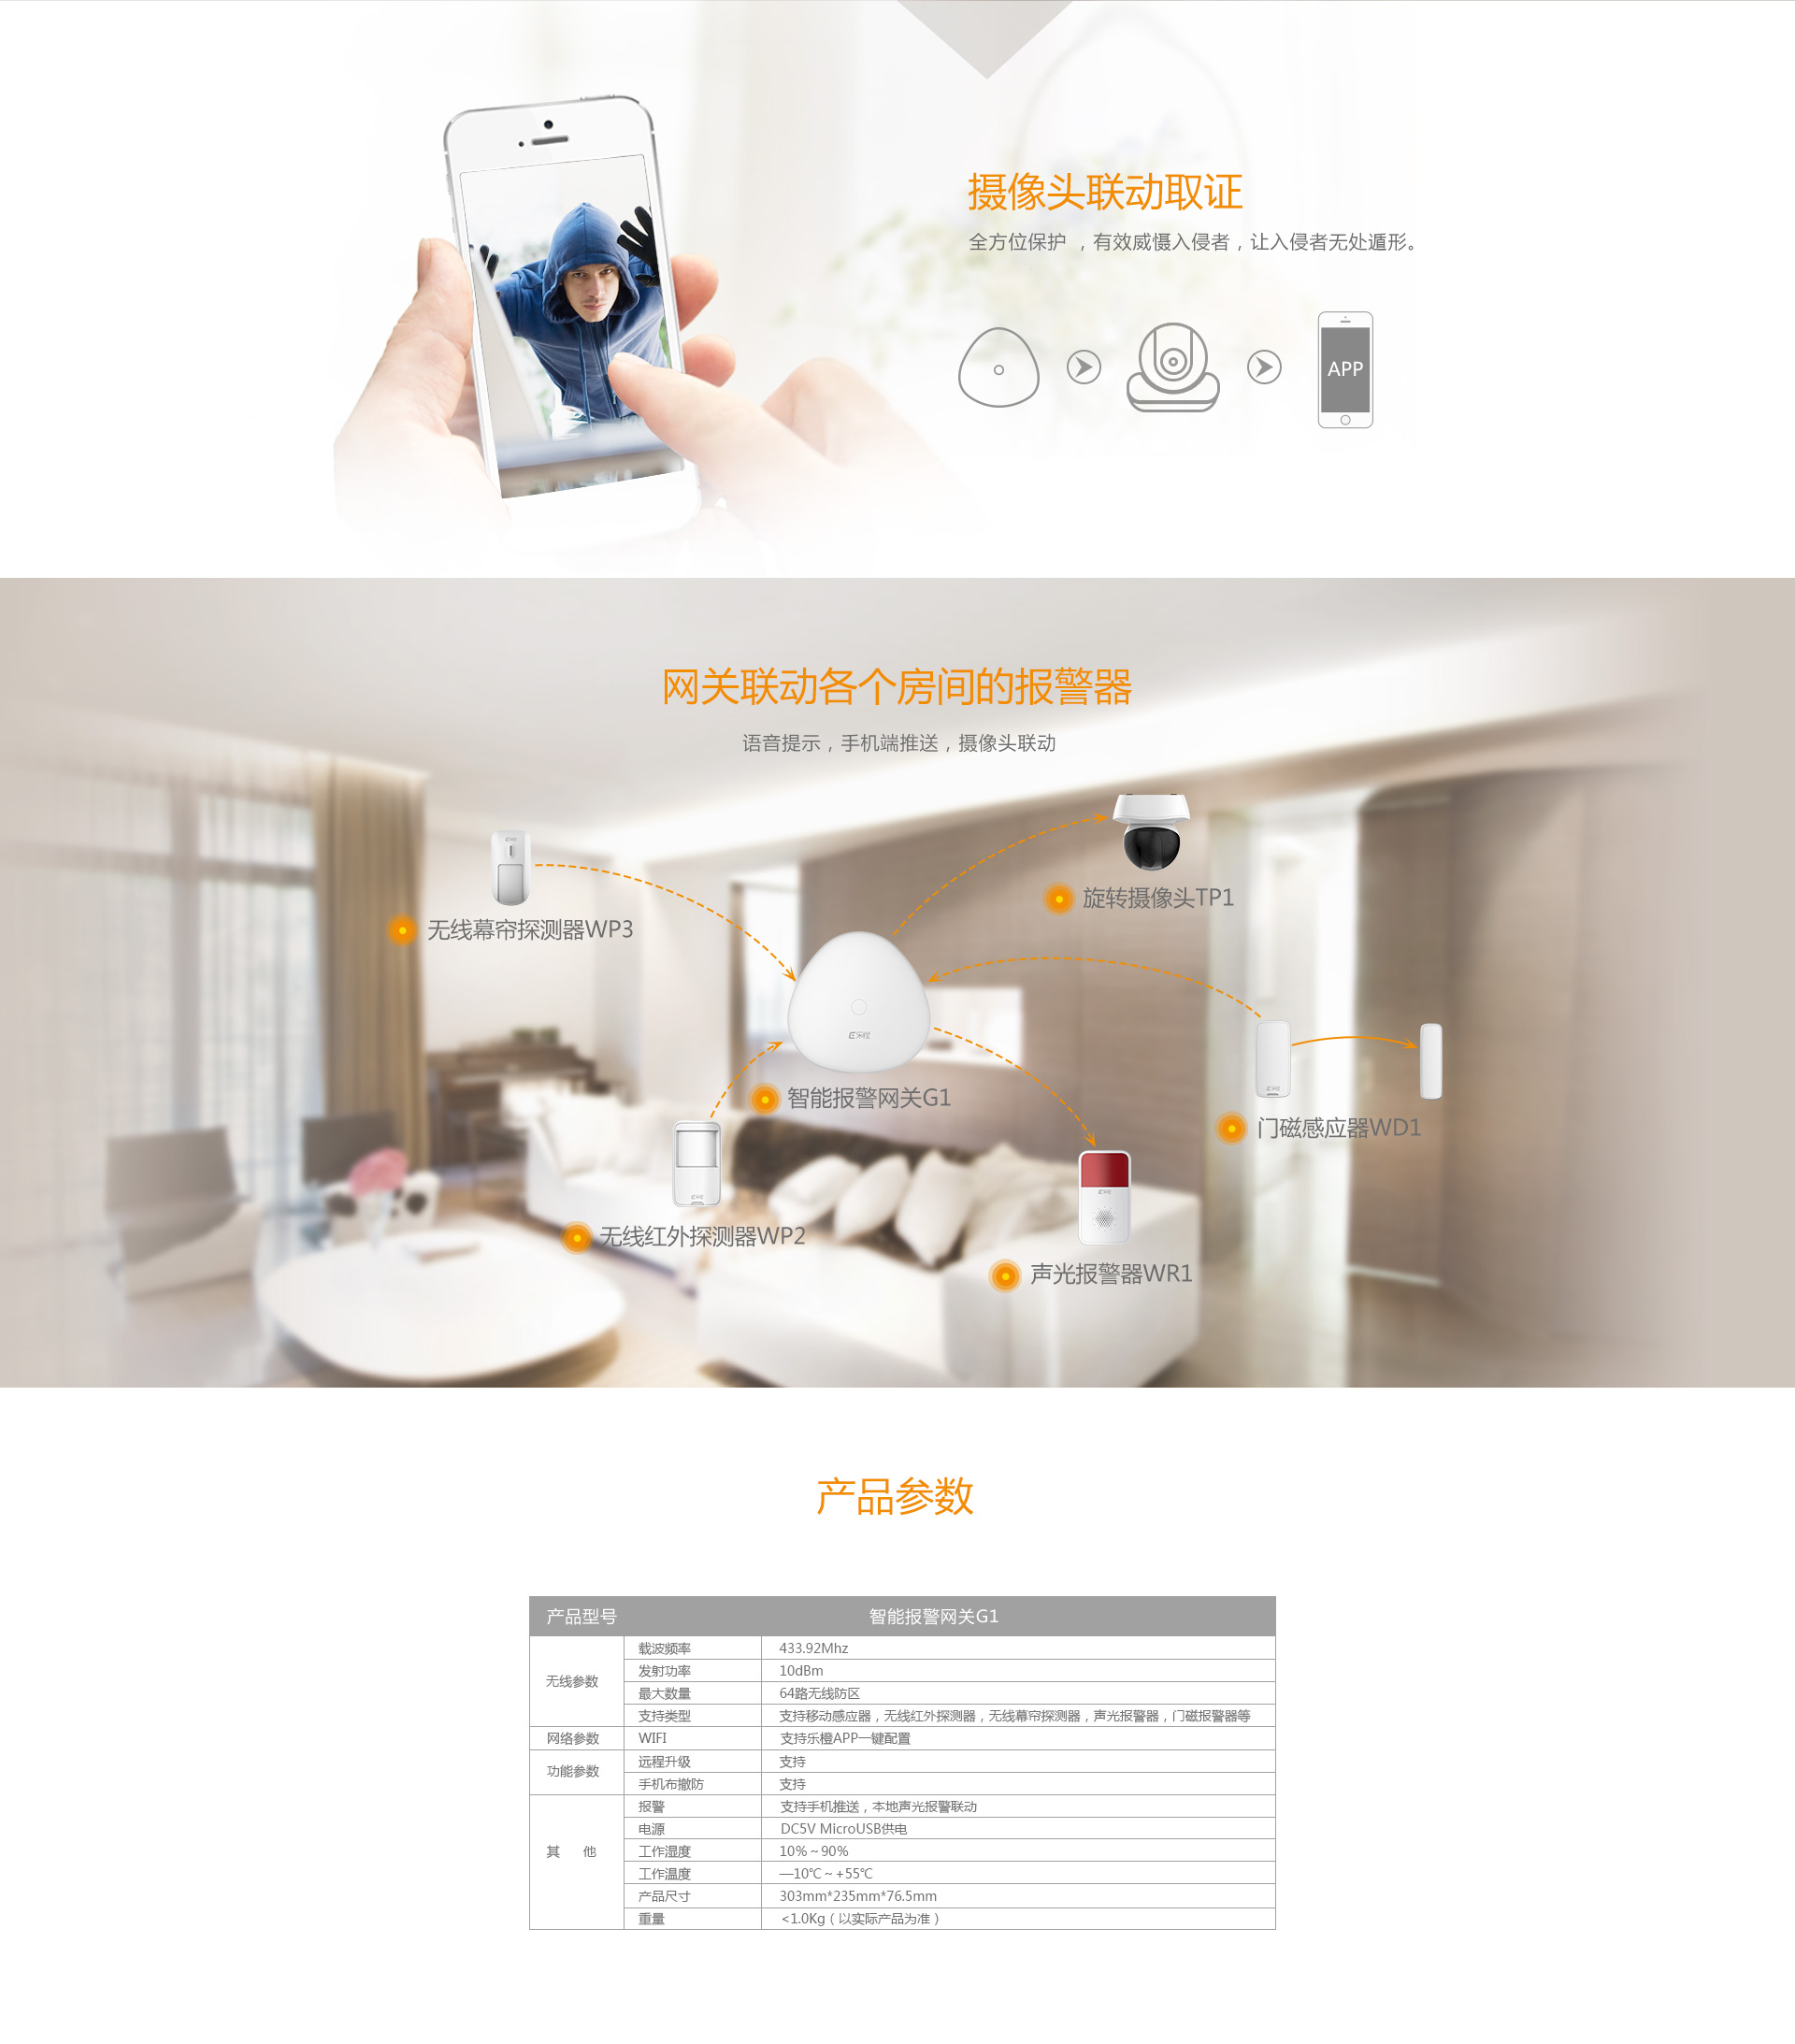 摄像头联动取证
全方位保护 ，有效威慑入侵者，让入侵者无处遁形。
APP
网关联动各个房间的报警器
语音提示，手机端推送，摄像头联动
旋转摄像头TP1
无线幕帘探测器WP3
乐橙
智能报警网关G1
门磁感应器WD1
无线红外探测器WP2
声光报警器WR1
产品参数
产品型号 智能报警网关G1
无线参数 载波频率 433.92Mhz
发射功率 10dBm
最大数量 64路无线防区
支持类型 支持移动感应器，无线红外探测器，无线幕帘探测器，声光报警器，门磁报警器等
网络参数 WIFI 支持乐橙APP一键配置
功能参数 远程升级 支持
手机布撤防 支持
其 他 报警 支持手机推送，本地声光报警联动
电源 DC5V MicroUSB供电
工作湿度 10%～90%
工作温度 —10℃～+55℃
产品尺寸 303mm*235mm*76.5mm
重量 <1.0Kg（以实际产品为准）